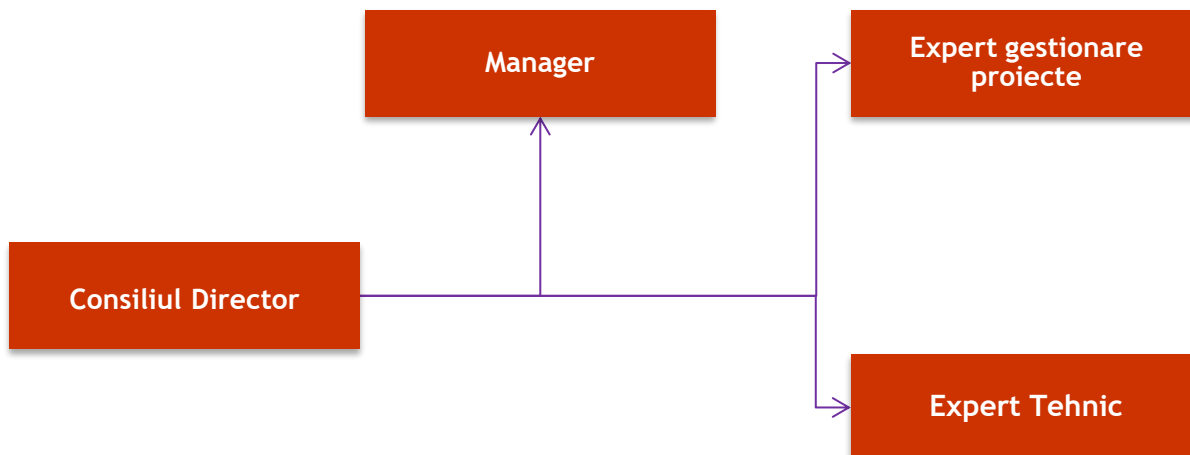 Manager
Expert gestionare
proiecte
Consiliul Director
Expert Tehnic